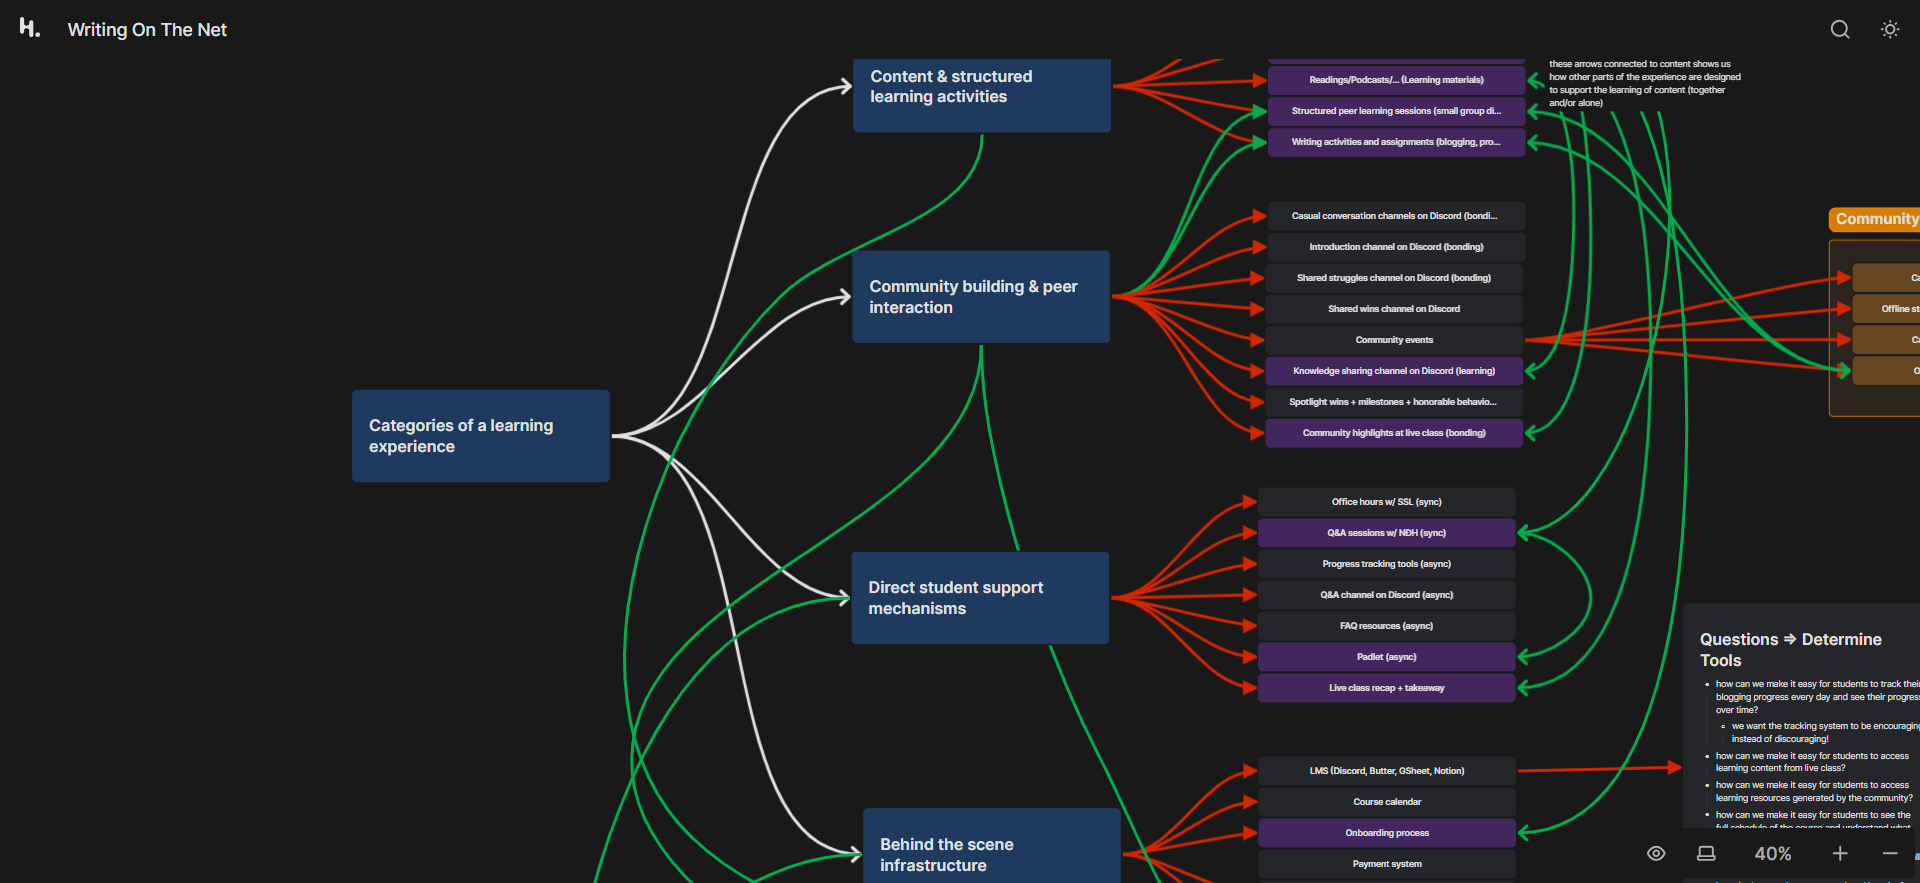 H.
Writing On The Net
Content & structured
learning activities
Readings/Podcasts/... (Learning materials)
Structured peer learning sessions (small group di...
Writing activities and assignments (blogging, pro...
these arrows connected to content shows us
how other parts of the experience are designed
to support the learning of content (together
and/or alone)
Community
Casual conversation channels on Discord (bondi...
Introduction channel on Discord (bonding)
Shared struggles channel on Discord (bonding)
Shared wins channel on Discord
Community events
Knowledge sharing channel on Discord (learning)
Spotlight wins + milestones + honorable behavio...
Community highlights at live class (bonding)
Community building & peer
interaction
Ca
Offline st
Ca
O
Categories of a learning
experience
Direct student support
mechanisms
Office hours w/ SSL (sync)
Q&A sessions w/ NDH (sync)
Progress tracking tools (async)
Q&A channel on Discord (async)
FAQ resources (async)
Padlet (async)
Live class recap + takeaway
Behind the scene
infrastructure
LMS (Discord, Butter, GSheet, Notion)
Course calendar
Onboarding process
Payment system
Questions ⇒ Determine
Tools
how can we make it easy for students to track their
blogging progress every day and see their progress
over time?
we want the tracking system to be encouraging
instead of discouraging!
how can we make it easy for students to access
learning content from live class?
how can we make it easy for students to access
learning resources generated by the community?
how can we make it easy for students to see the
full schedule of the course and understand what
40%